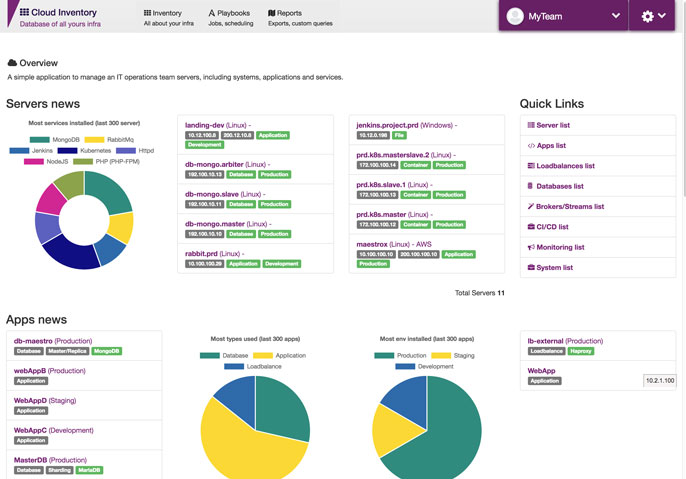 Cloud Inventory
Database of all yours infra
Inventory
All about your infra
Playbooks
Jobs, scheduling
Reports
Exports, custom queries
MyTeam
Overview
A simple application to manage an IT operations team servers, including systems, applications and services.
Servers news
Most services installed (last 300 server)
MongoDB RabbitMq
Jenkins Kubernetes Httpd
NodeJS PHP (PHP-FPM)
landing-dev (Linux) -
10.12.100.8 200.12.10.8 Application
Development
db-mongo.arbiter (Linux) -
192.100.10.13 Database Production
db-mongo.slave (Linux) -
192.100.10.11 Database Production
db-mongo.master (Linux) -
192.100.10.10 Database Production
rabbit.prd (Linux) -
10.100.100.29 Application Development
jenkins.project.prd (Windows) -
10.12.0.198 File
prd.k8s.masterslave.2 (Linux) -
172.100.100.14 Container Production
prd.k8s.slave.1 (Linux) -
172.100.100.13 Container Production
prd.k8s.master (Linux) -
172.100.100.12 Container Production
maestrox (Linux) - AWS
10.100.100.10 200.100.100.10 Application
Production
Total Servers 11
Quick Links
Server list
Apps list
Loadbalances list
Databases list
Brokers/Streams list
CI/CD list
Monitoring list
System list
Apps news
db-maestro (Production)
Database Master/Replica MongoDB
webAppB (Production)
Application
WebAppD (Staging)
Application
WebAppC (Development)
Application
MasterDB (Production)
Database Sharding MariaDB
Most types used (last 300 apps)
Database Application
Loadbalance
Most env installed (last 300 apps)
Production Staging
Development
lb-external (Production)
Loadbalance Haproxy
WebApp
Application
10.2.1.100